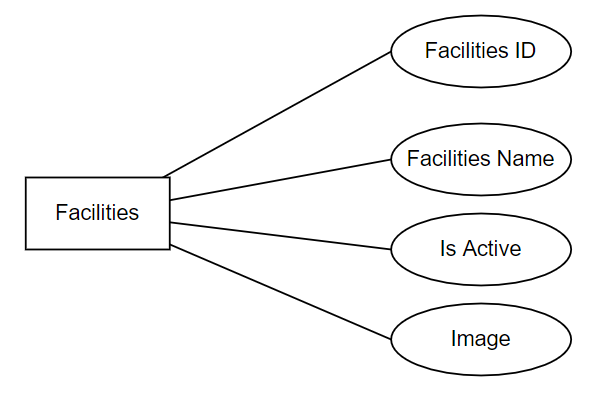 Facilities ID
Facilities Name
Facilities
Is Active
Image